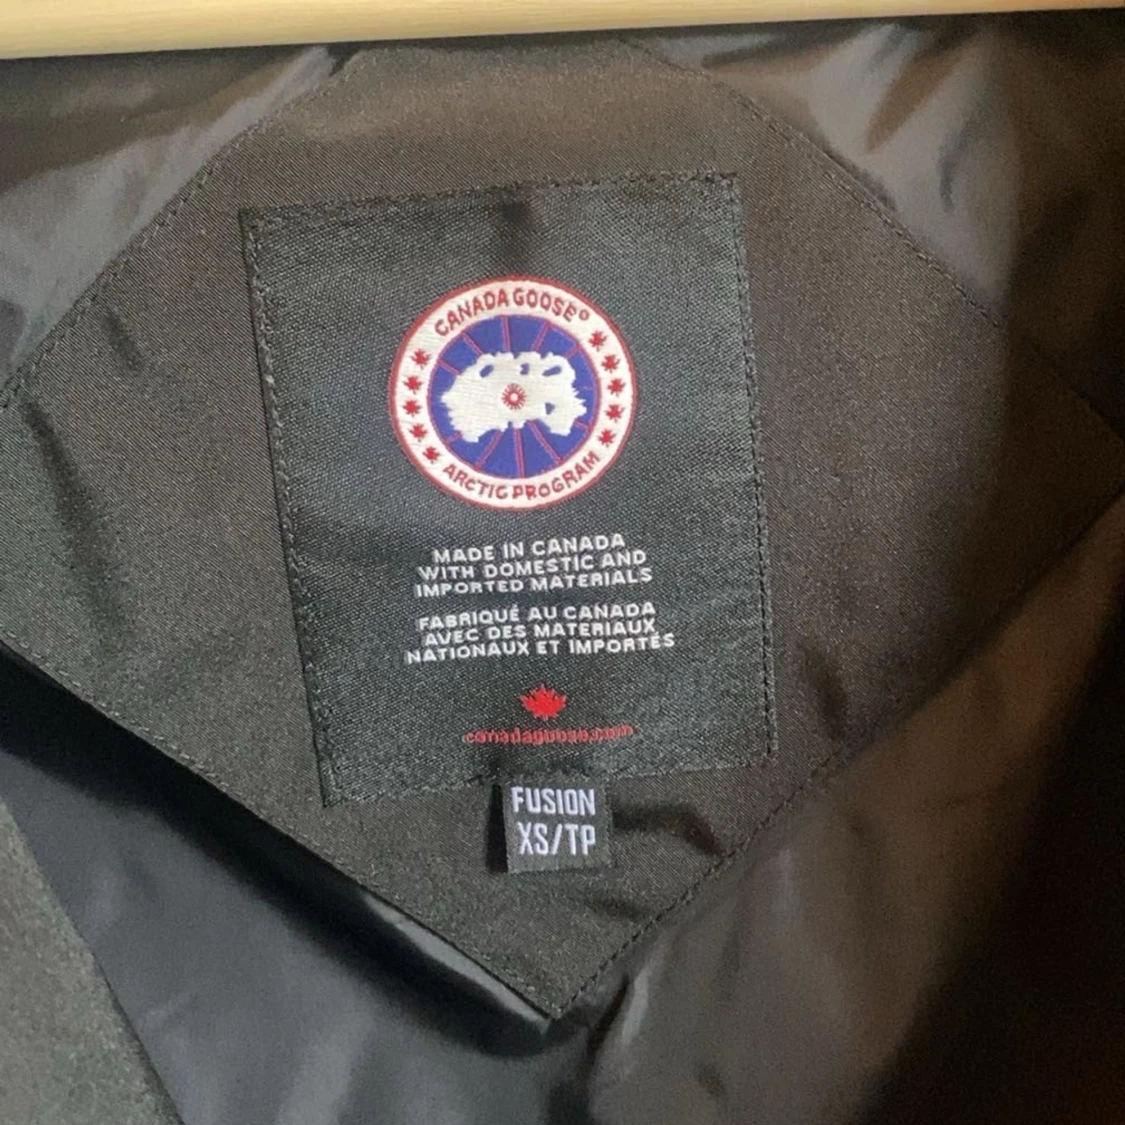 CANADA GOOSE®
ARCTIC PROGRAM
MADE IN CANADA
WITH DOMESTIC AND
IMPORTED MATERIALS
FABRIQUÉ AU CANADA
AVEC DES MATERIAUX
NATIONAUX ET IMPORTÉS
canadagoose.com
FUSION
XS/TP